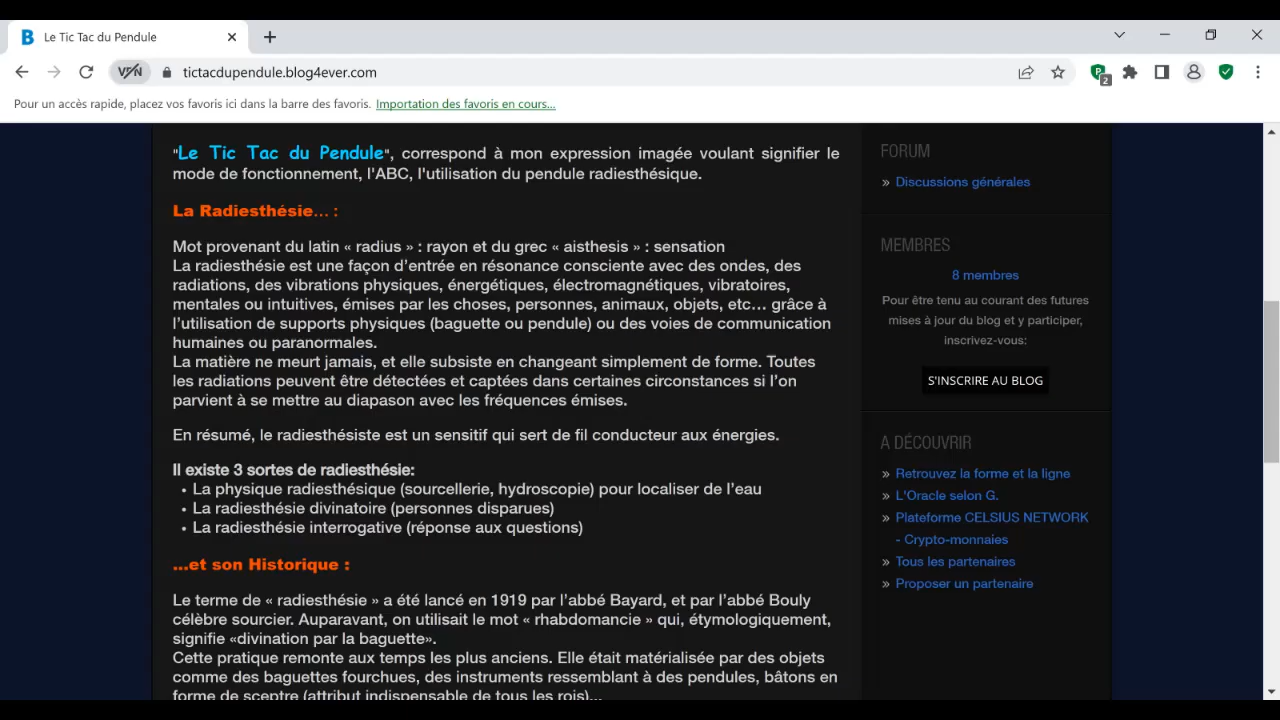 Le Tic Tac du Pendule
tictacdupendule.blog4ever.com
2
Pour un accès rapide, placez vos favoris ici dans la barre des favoris. Importation des favoris en cours...
"Le Tic Tac du Pendule", correspond à mon expression imagée voulant signifier le
mode de fonctionnement, l'ABC, l'utilisation du pendule radiesthésique.
La Radiesthésie... :
Mot provenant du latin « radius » : rayon et du grec « aisthesis » : sensation
La radiesthésie est une façon d’entrée en résonance consciente avec des ondes, des
radiations, des vibrations physiques, énergétiques, électromagnétiques, vibratoires,
mentales ou intuitives, émises par les choses, personnes, animaux, objets, etc… grâce à
l’utilisation de supports physiques (baguette ou pendule) ou des voies de communication
humaines ou paranormales.
La matière ne meurt jamais, et elle subsiste en changeant simplement de forme. Toutes
les radiations peuvent être détectées et captées dans certaines circonstances si l’on
parvient à se mettre au diapason avec les fréquences émises.
En résumé, le radiesthésiste est un sensitif qui sert de fil conducteur aux énergies.
Il existe 3 sortes de radiesthésie:
• La physique radiesthésique (sourcellerie, hydroscopie) pour localiser de l’eau
• La radiesthésie divinatoire (personnes disparues)
• La radiesthésie interrogative (réponse aux questions)
...et son Historique :
Le terme de « radiesthésie » a été lancé en 1919 par l’abbé Bayard, et par l’abbé Bouly
célèbre sourcier. Auparavant, on utilisait le mot « rhabdomancie » qui, étymologiquement,
signifie «divination par la baguette».
Cette pratique remonte aux temps les plus anciens. Elle était matérialisée par des objets
comme des baguettes fourchues, des instruments ressemblant à des pendules, bâtons en
forme de sceptre (attribut indispensable de tous les rois)...
FORUM
» Discussions générales
MEMBRES
8 membres
Pour être tenu au courant des futures
mises à jour du blog et y participer,
inscrivez-vous:
S'INSCRIRE AU BLOG
A DÉCOUVRIR
» Retrouvez la forme et la ligne
» L'Oracle selon G.
» Plateforme CELSIUS NETWORK
- Crypto-monnaies
» Tous les partenaires
» Proposer un partenaire